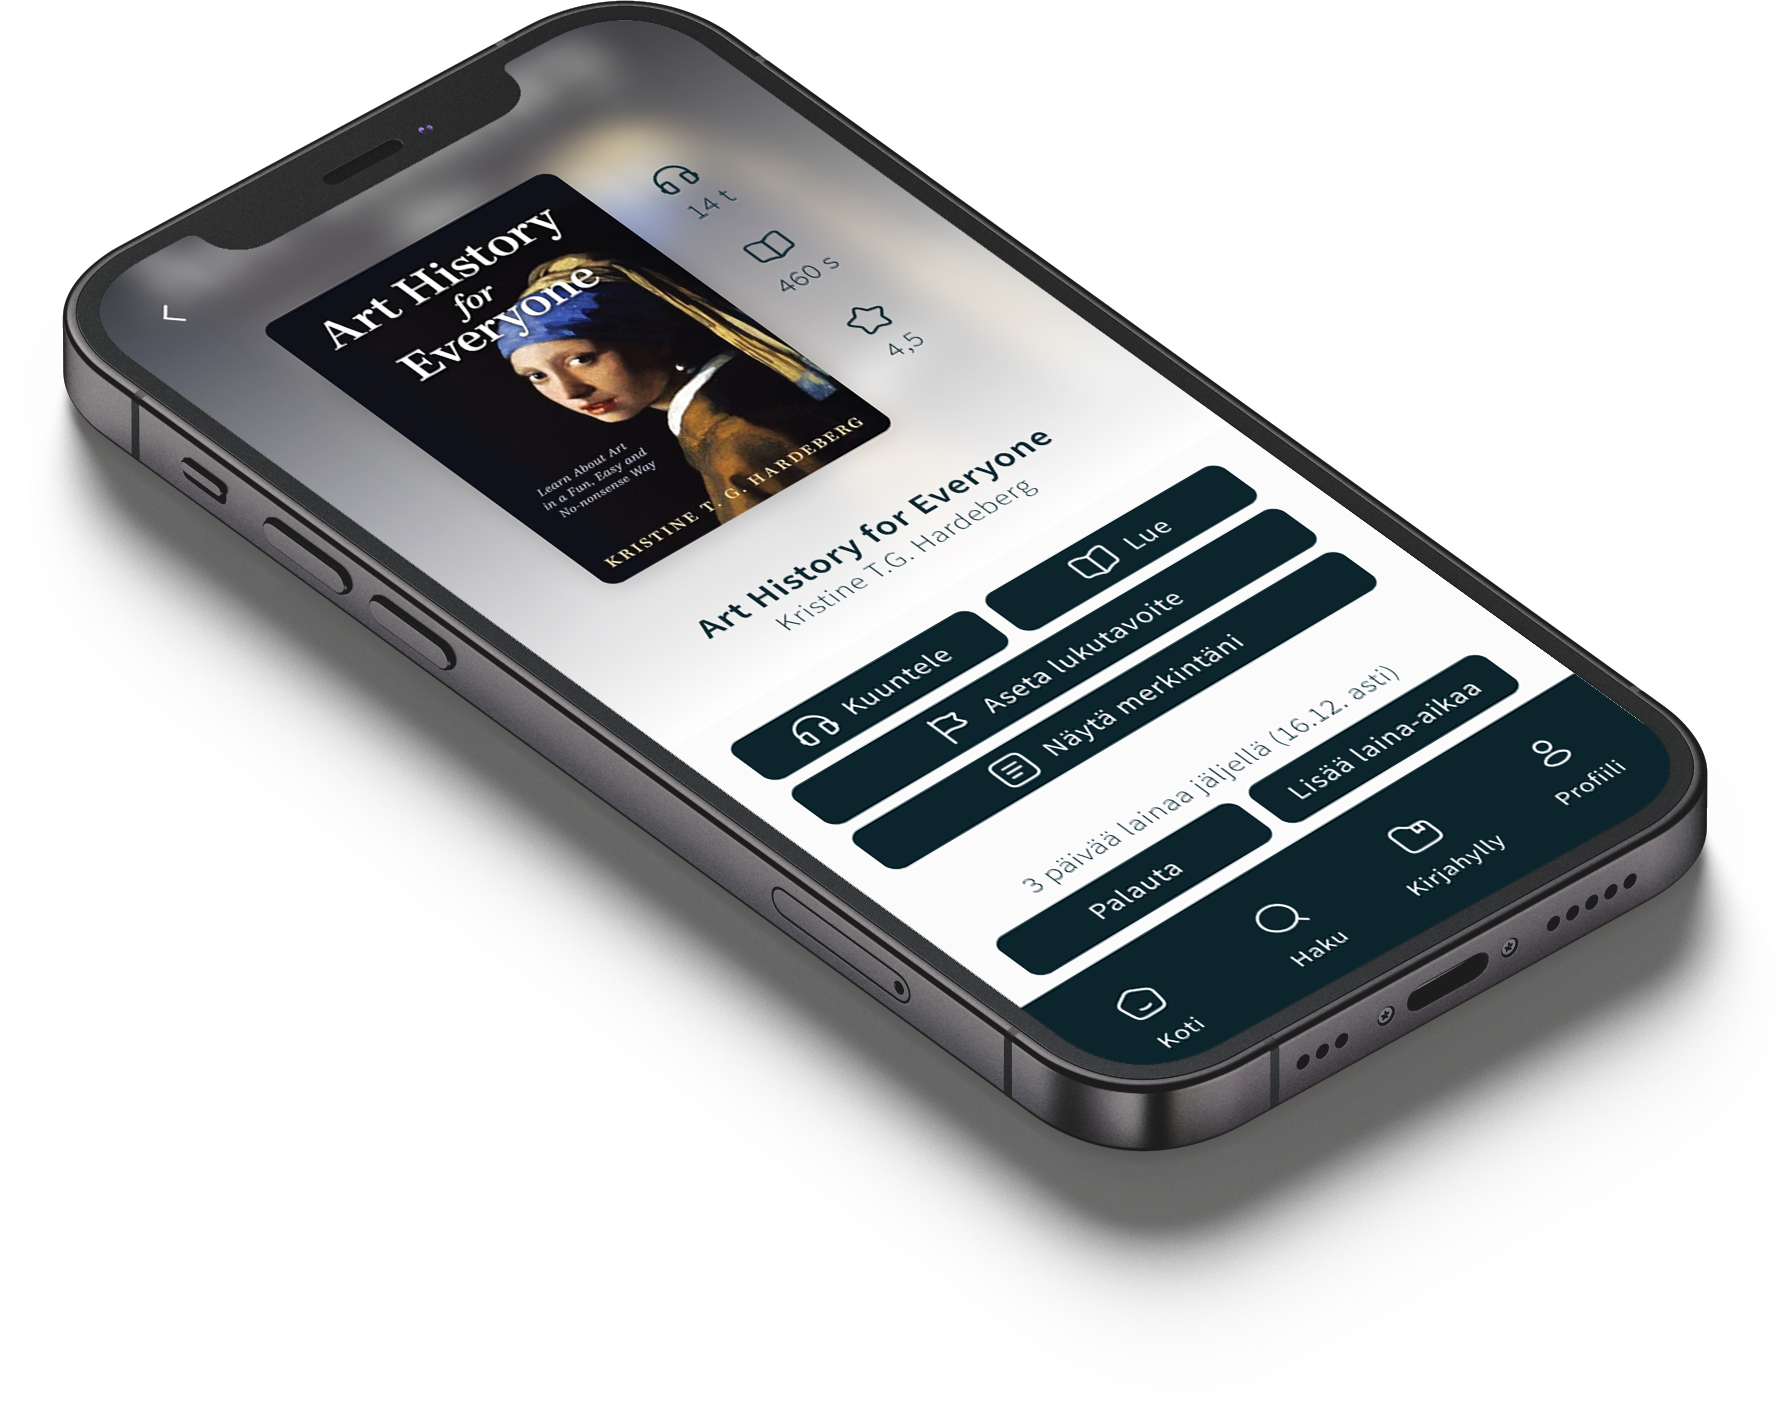 Art History
for
Everyone
Learn About Art
in a Fun, Easy and
No-nonsense Way
KRISTINE T. G. HARDEBERG
14 t
460 s
4,5
Art History for Everyone
Kristine T.G. Hardeberg
Kuuntele
Lue
Aseta lukutavoite
Näytä merkintäni
3 päivää lainaa jäljellä (16.12. asti)
Palauta
Lisää laina-aikaa
Koti
Haku
Kirjahylly
Profiili